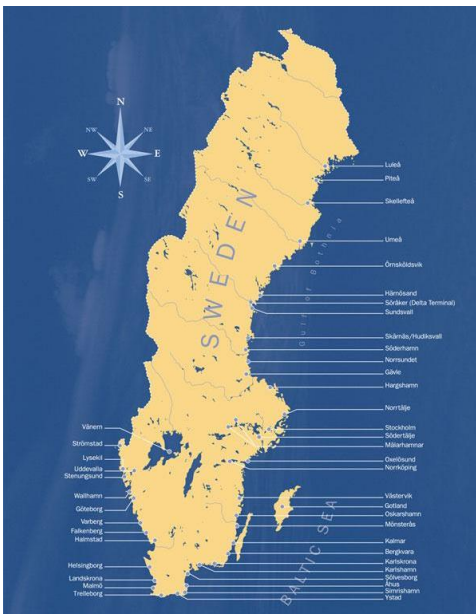 N
NW
NE
W
E
SW
SE
S
SWEDEN
Gulf of Bothnia
BALTIC SEA
Luleå
Piteå
Skellefteå
Umeå
Örnsköldsvik
Härnösand
Söråker (Delta Terminal)
Sundsvall
Skärnäs/Hudiksvall
Söderhamn
Norrsundet
Gävle
Hargshamn
Norrtälje
Stockholm
Södertälje
Mälarhamnar
Oxelösund
Norrköping
Västervik
Gotland
Oskarshamn
Mönsterås
Kalmar
Bergkvara
Karlskrona
Karlshamn
Sölvesborg
Åhus
Simrishamn
Ystad
Vänern
Strömstad
Lysekil
Uddevalla
Stenungsund
Wallhamn
Göteborg
Varberg
Falkenberg
Halmstad
Helsingborg
Landskrona
Malmö
Trelleborg